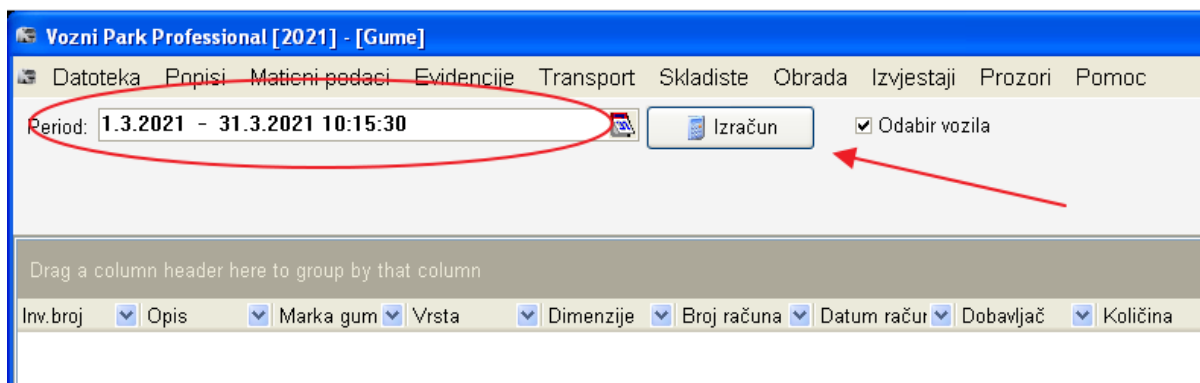 Vozni Park Professional [2021] - [Gume]
Datoteka Popisi Maticni podaci Evidencije Transport Skladiste Obrada Izvjestaji Prozori Pomoc
Period: 1.3.2021 - 31.3.2021 10:15:30 Izračun Odabir vozila
Drag a column header here to group by that column
Inv.broj Opis Marka gum Vrsta Dimenzije Broj računa Datum račur Dobavljač Količina